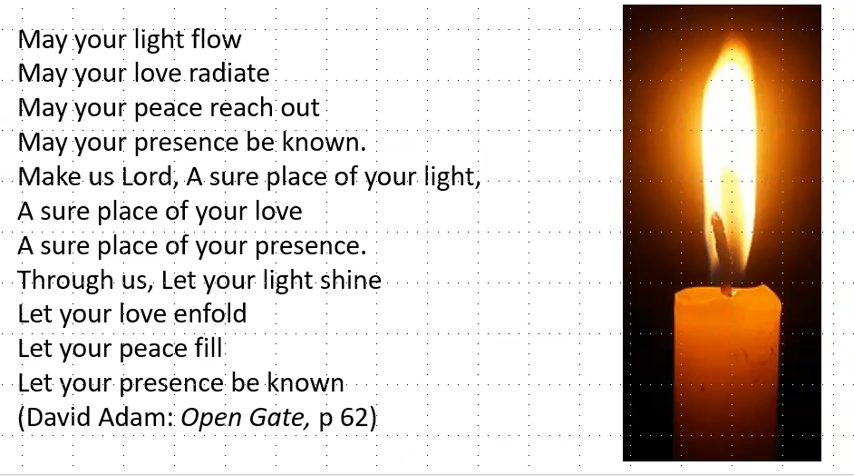 May your light flow
May your love radiate
May your peace reach out
May your presence be known.
Make us Lord, A sure place of your light,
A sure place of your love
A sure place of your presence.
Through us, Let your light shine
Let your love enfold
Let your peace fill
Let your presence be known
(David Adam: Open Gate, p 62)